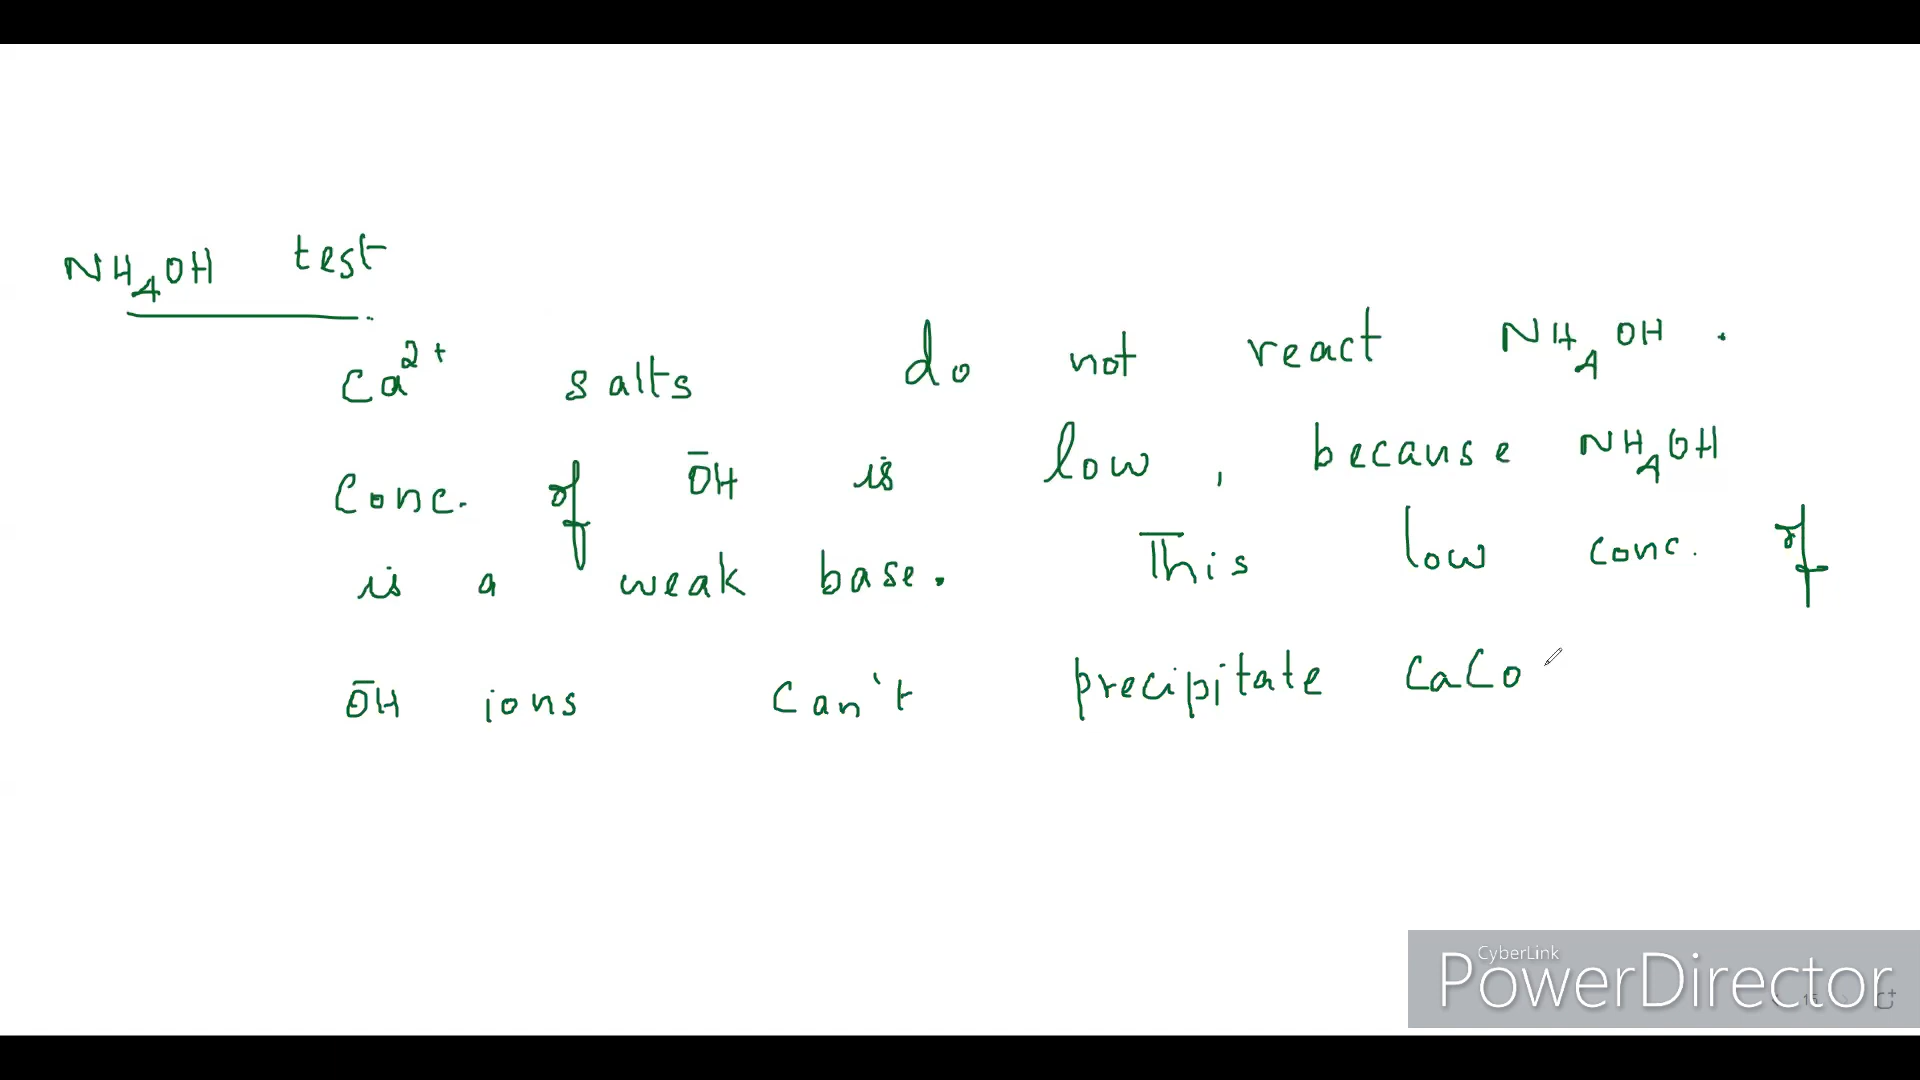 NH₄OH test
Ca²⁺ salts do not react NH₄OH.
Conc. of ŌH is low, because NH₄OH
is a weak base. This low conc. of
ŌH ions can't precipitate CaCo
CyberLink
PowerDirector